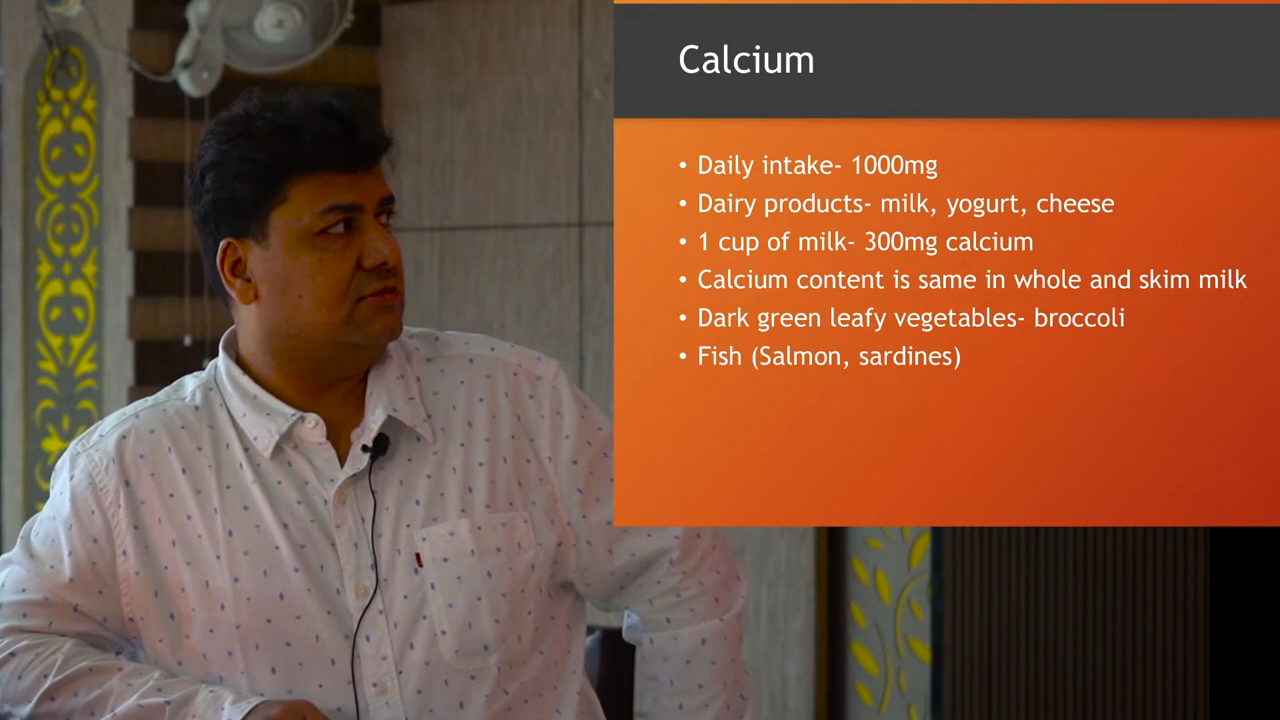 Calcium
• Daily intake- 1000mg
• Dairy products- milk, yogurt, cheese
• 1 cup of milk- 300mg calcium
• Calcium content is same in whole and skim milk
• Dark green leafy vegetables- broccoli
• Fish (Salmon, sardines)